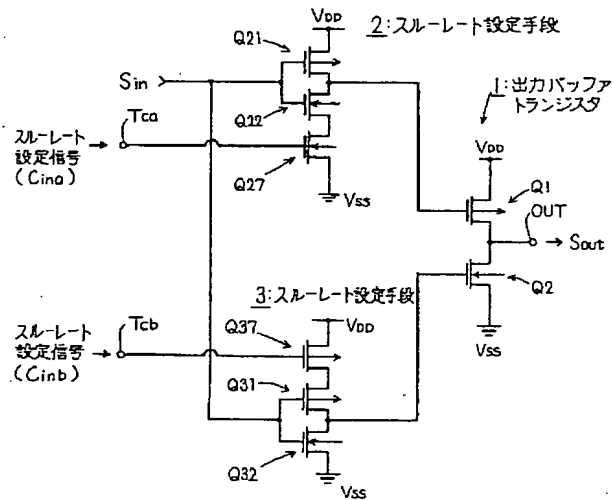 VDD
2:スルーレート設定手段
Q21
Sin
Q22
Tca
スルーレート
設定信号
(Cina)
Q27
VSS
1:出力バッファ
トランジスタ
VDD
Q1
OUT
Sout
Q2
VSS
3:スルーレート設定手段
VDD
Q37
Tcb
スルーレート
設定信号
(Cinb)
Q31
Q32
VSS